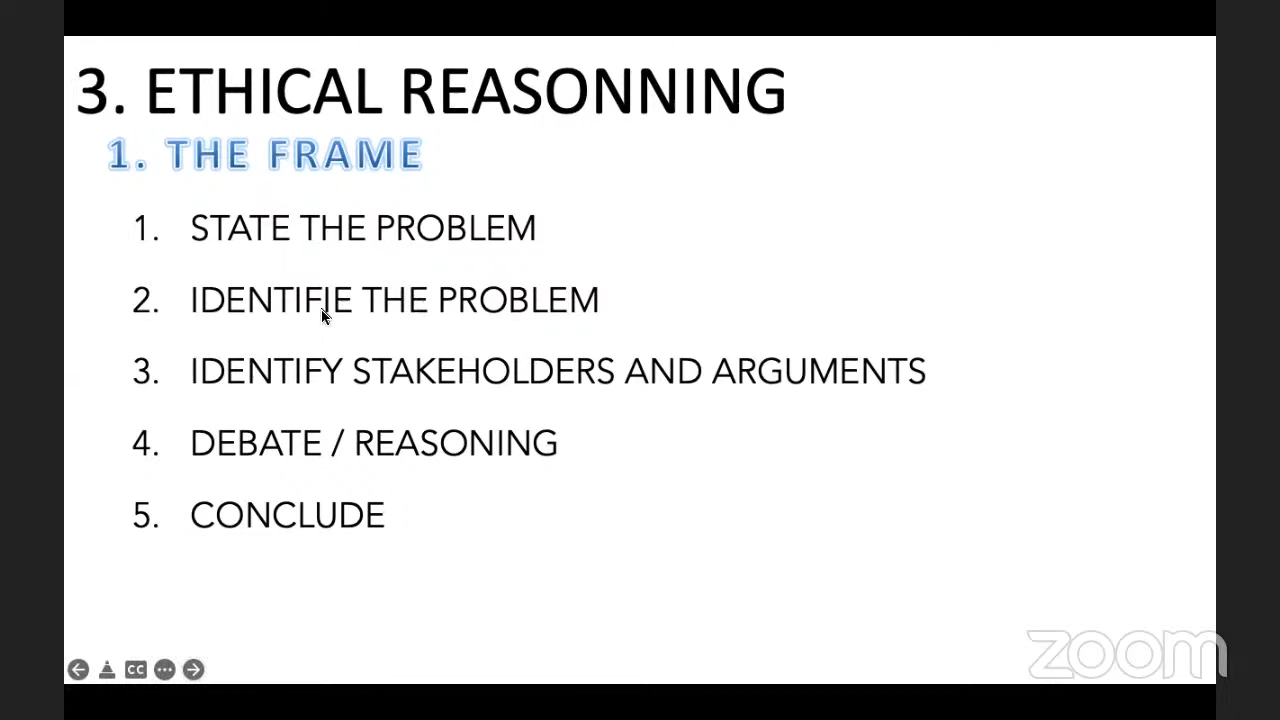 3. ETHICAL REASONNING
1. THE FRAME
1. STATE THE PROBLEM
2. IDENTIFIE THE PROBLEM
3. IDENTIFY STAKEHOLDERS AND ARGUMENTS
4. DEBATE / REASONING
5. CONCLUDE
CC
zoom